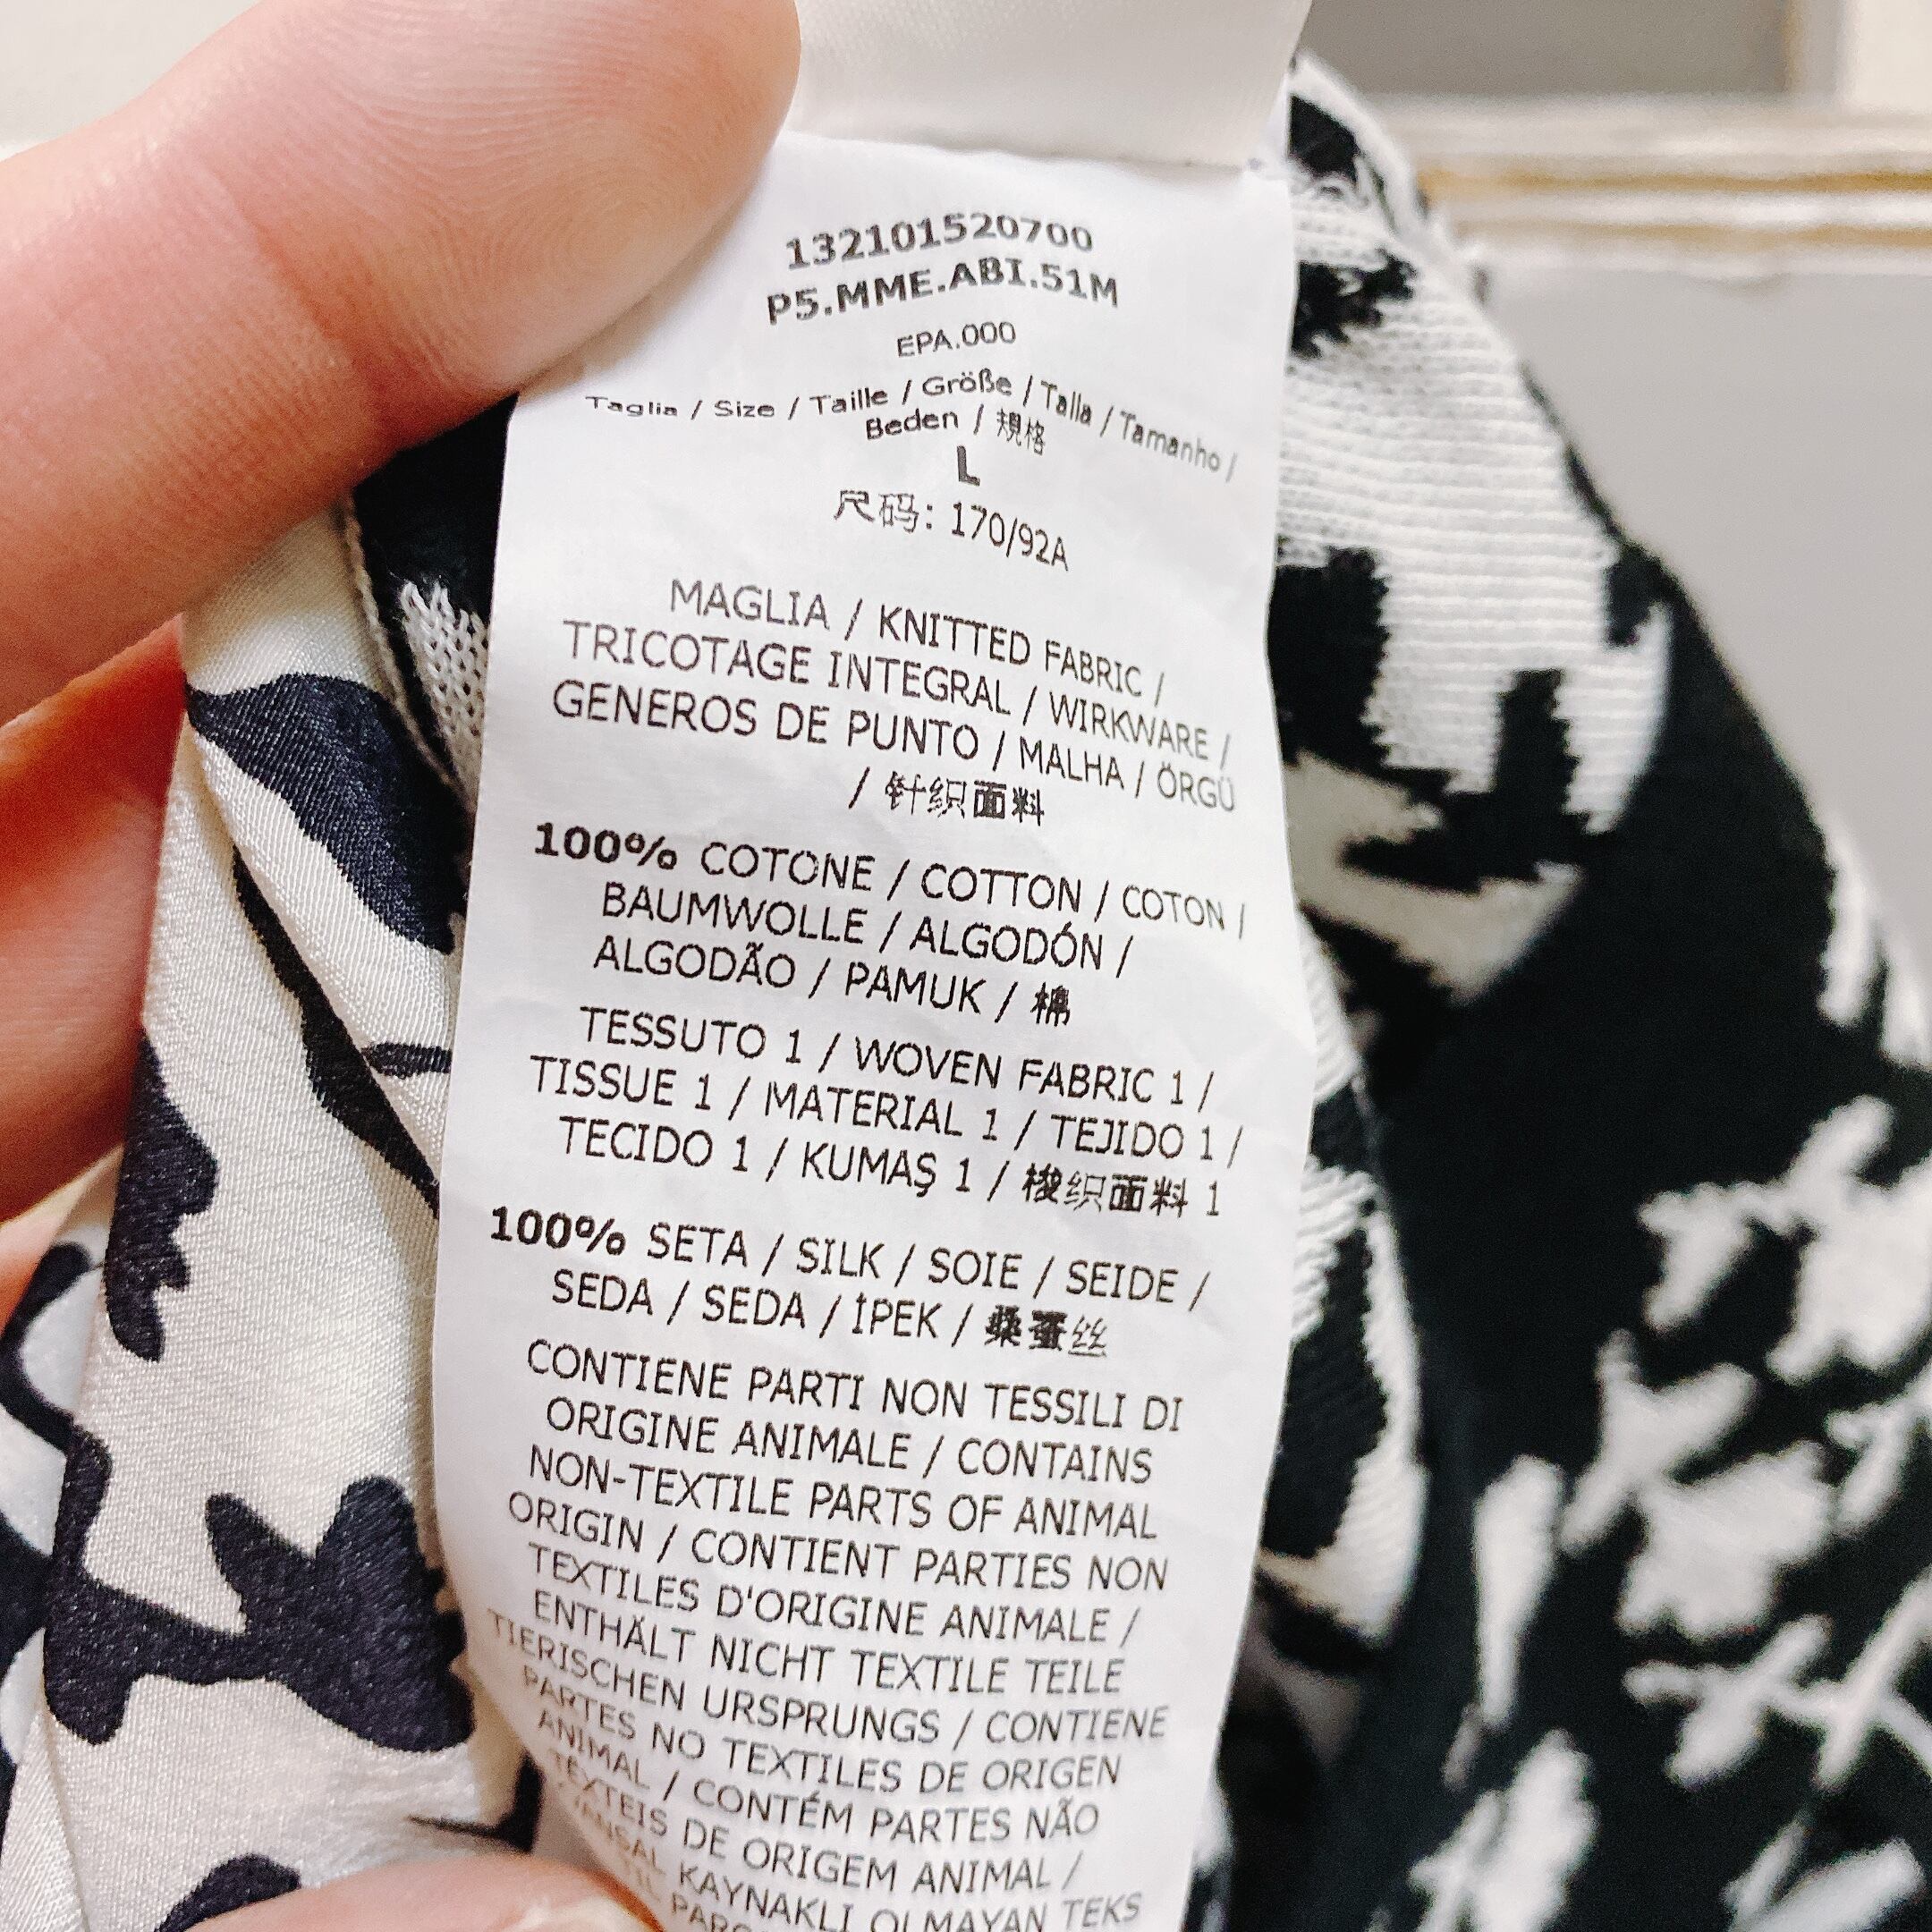 132101520700
P5.MME.ABI.51M
EPA.000
Taglia / Size / Taille / Größe / Talla / Tamanho /
Beden / 規格
L
尺码: 170/92A
MAGLIA / KNITTED FABRIC /
TRICOTAGE INTEGRAL / WIRKWARE /
GENEROS DE PUNTO / MALHA / ÖRGÜ
/ 针织面料
100% COTONE / COTTON / COTON /
BAUMWOLLE / ALGODÓN /
ALGODÃO / PAMUK / 棉
TESSUTO 1 / WOVEN FABRIC 1 /
TISSUE 1 / MATERIAL 1 / TEJIDO 1 /
TECIDO 1 / KUMAŞ 1 / 梭织面料 1
100% SETA / SILK / SOIE / SEIDE /
SEDA / SEDA / İPEK / 桑蚕丝
CONTIENE PARTI NON TESSILI DI
ORIGINE ANIMALE / CONTAINS
NON-TEXTILE PARTS OF ANIMAL
ORIGIN / CONTIENT PARTIES NON
TEXTILES D'ORIGINE ANIMALE /
ENTHÄLT NICHT TEXTILE TEILE
TIERISCHEN URSPRUNGS / CONTIENE
PARTES NO TEXTILES DE ORIGEN
ANIMAL / CONTÉM PARTES NÃO
TÊXTEIS DE ORIGEM ANIMAL /
KAYNAKLI OLMAYAN TEKS